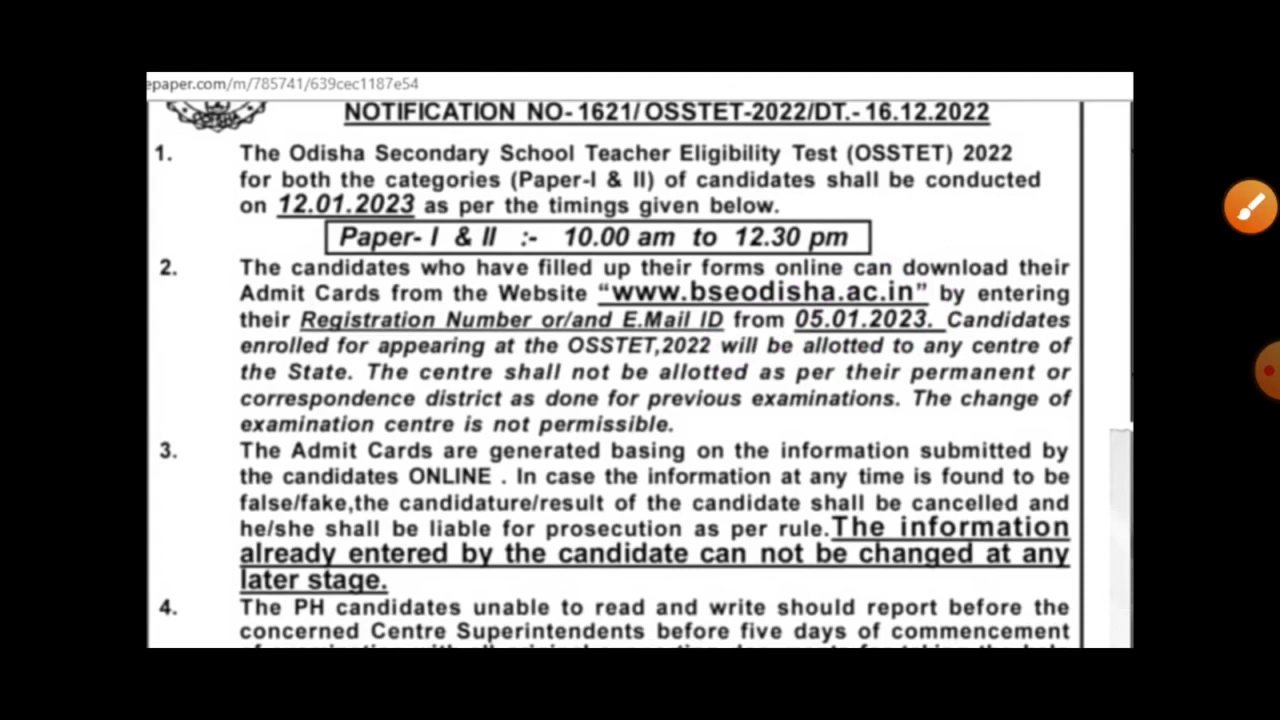 epaper.com/m/785741/639cec1187e54
NOTIFICATION NO- 1621/ OSSTET-2022/DT.- 16.12.2022
1. The Odisha Secondary School Teacher Eligibility Test (OSSTET) 2022
for both the categories (Paper-I & II) of candidates shall be conducted
on 12.01.2023 as per the timings given below.
Paper- I & II :- 10.00 am to 12.30 pm
2. The candidates who have filled up their forms online can download their
Admit Cards from the Website “www.bseodisha.ac.in” by entering
their Registration Number or/and E.Mail ID from 05.01.2023. Candidates
enrolled for appearing at the OSSTET,2022 will be allotted to any centre of
the State. The centre shall not be allotted as per their permanent or
correspondence district as done for previous examinations. The change of
examination centre is not permissible.
3. The Admit Cards are generated basing on the information submitted by
the candidates ONLINE . In case the information at any time is found to be
false/fake,the candidature/result of the candidate shall be cancelled and
he/she shall be liable for prosecution as per rule.The information
already entered by the candidate can not be changed at any
later stage.
4. The PH candidates unable to read and write should report before the
concerned Centre Superintendents before five days of commencement